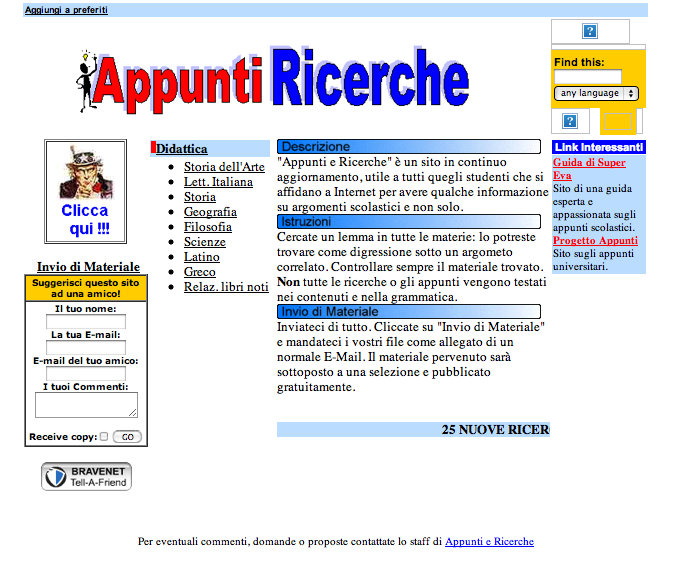 Aggiungi a preferiti
Appunti Ricerche
Find this:
any language
Clicca
qui !!!
Invio di Materiale
Suggerisci questo sito
ad una amico!
Il tuo nome:
La tua E-mail:
E-mail del tuo amico:
I tuoi Commenti:
Receive copy:
GO
BRAVENET
Tell-A-Friend
Didattica
Storia dell'Arte
Lett. Italiana
Storia
Geografia
Filosofia
Scienze
Latino
Greco
Relaz. libri noti
Descrizione
"Appunti e Ricerche" è un sito in continuo
aggiornamento, utile a tutti quegli studenti che si
affidano a Internet per avere qualche informazione
su argomenti scolastici e non solo.
Istruzioni
Cercate un lemma in tutte le materie: lo potreste
trovare come digressione sotto un argometo
correlato. Controllare sempre il materiale trovato.
Non tutte le ricerche o gli appunti vengono testati
nei contenuti e nella grammatica.
Invio di Materiale
Inviateci di tutto. Cliccate su "Invio di Materiale"
e mandateci i vostri file come allegato di un
normale E-Mail. Il materiale pervenuto sarà
sottoposto a una selezione e pubblicato
gratuitamente.
25 NUOVE RICER
Link Interessanti
Guida di Super
Eva
Sito di una guida
esperta e
appassionata sugli
appunti scolastici.
Progetto Appunti
Sito sugli appunti
universitari.
Per eventuali commenti, domande o proposte contattate lo staff di Appunti e Ricerche